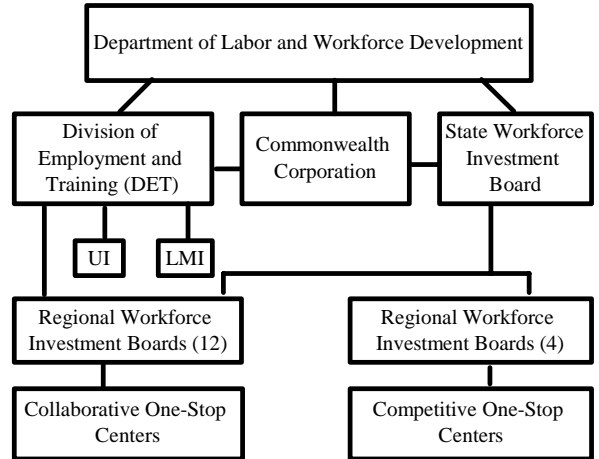 Department of Labor and Workforce Development
Division of
Employment and
Training (DET)
Commonwealth
Corporation
State Workforce
Investment
Board
UI
LMI
Regional Workforce
Investment Boards (12)
Regional Workforce
Investment Boards (4)
Collaborative One-Stop
Centers
Competitive One-Stop
Centers